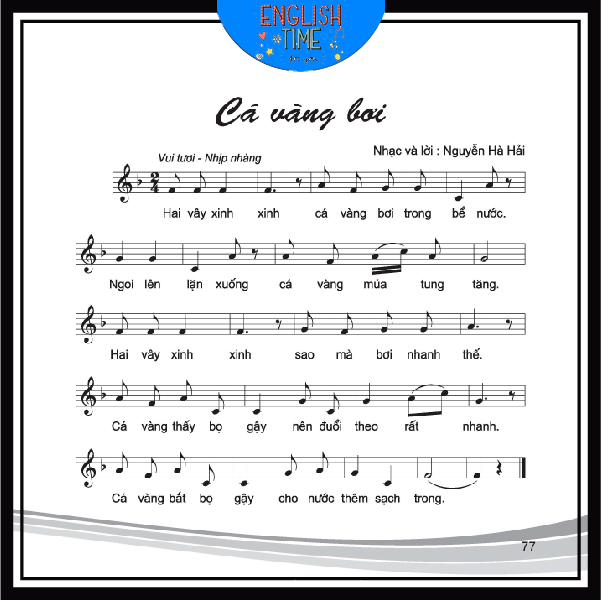 ENGLISH
TIME
Cá vàng bơi
Nhạc và lời : Nguyễn Hà Hải
Vui tươi - Nhịp nhàng
2
4
Hai vây xinh xinh cá vàng bơi trong bể nước.
Ngoi lên lặn xuống cá vàng múa tung tăng.
Hai vây xinh xinh sao mà bơi nhanh thế.
Cá vàng thấy bọ gậy nên đuổi theo rất nhanh.
Cá vàng bắt bọ gậy cho nước thêm sạch trong.
77